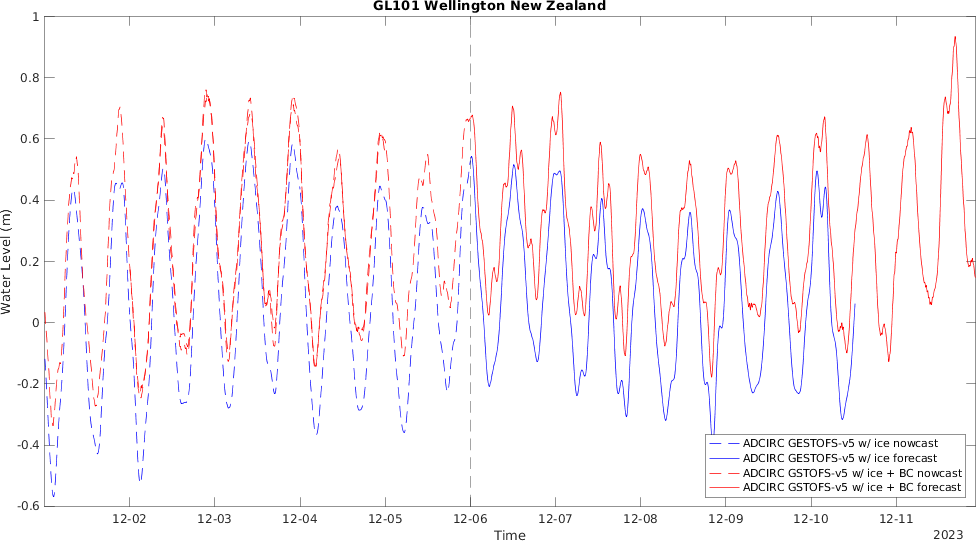 GL101 Wellington New Zealand
1
0.8
0.6
0.4
0.2
0
-0.2
-0.4
-0.6
Water Level (m)
12-02 12-03 12-04 12-05 12-06 12-07 12-08 12-09 12-10 12-11
Time
2023
ADCIRC GESTOFS-v5 w/ ice nowcast
ADCIRC GESTOFS-v5 w/ ice forecast
ADCIRC GSTOFS-v5 w/ ice + BC nowcast
ADCIRC GSTOFS-v5 w/ ice + BC forecast